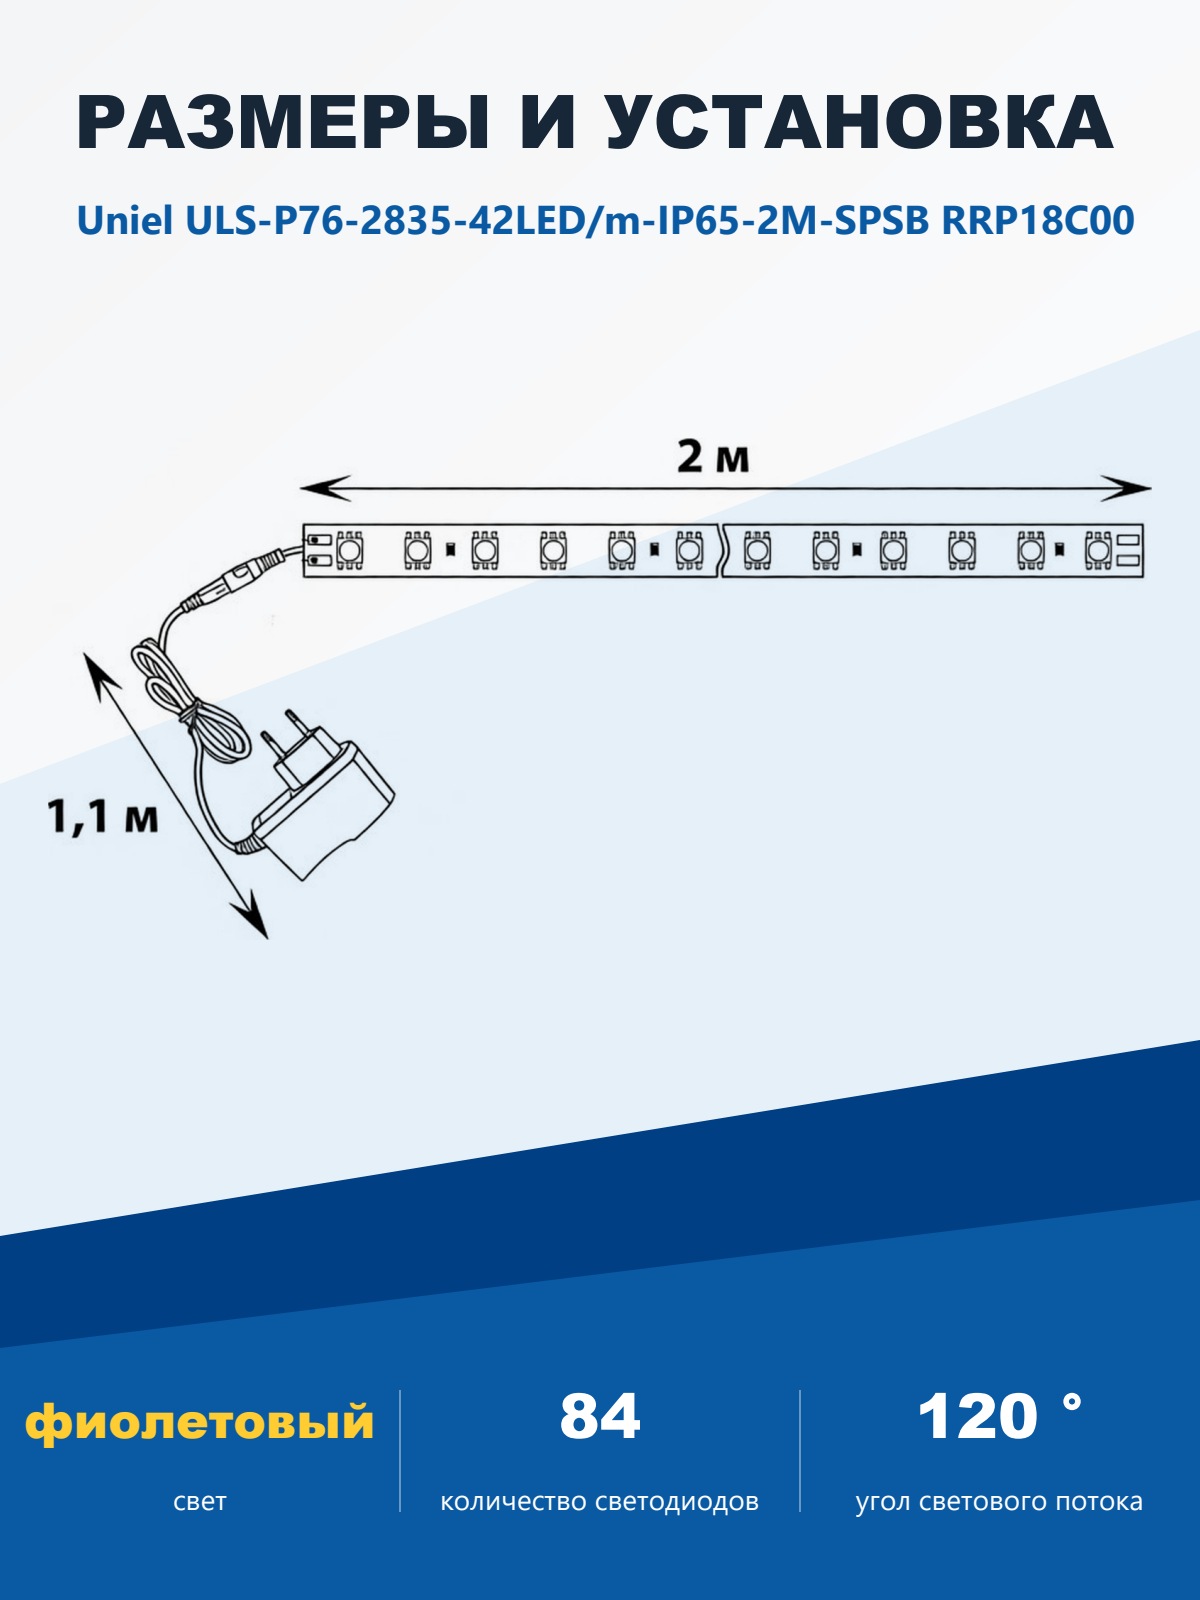 РАЗМЕРЫ И УСТАНОВКА
Uniel ULS-P76-2835-42LED/m-IP65-2M-SPSB RRP18C00
2 м
1,1 м
фиолетовый
свет
84
количество светодиодов
120 °
угол светового потока